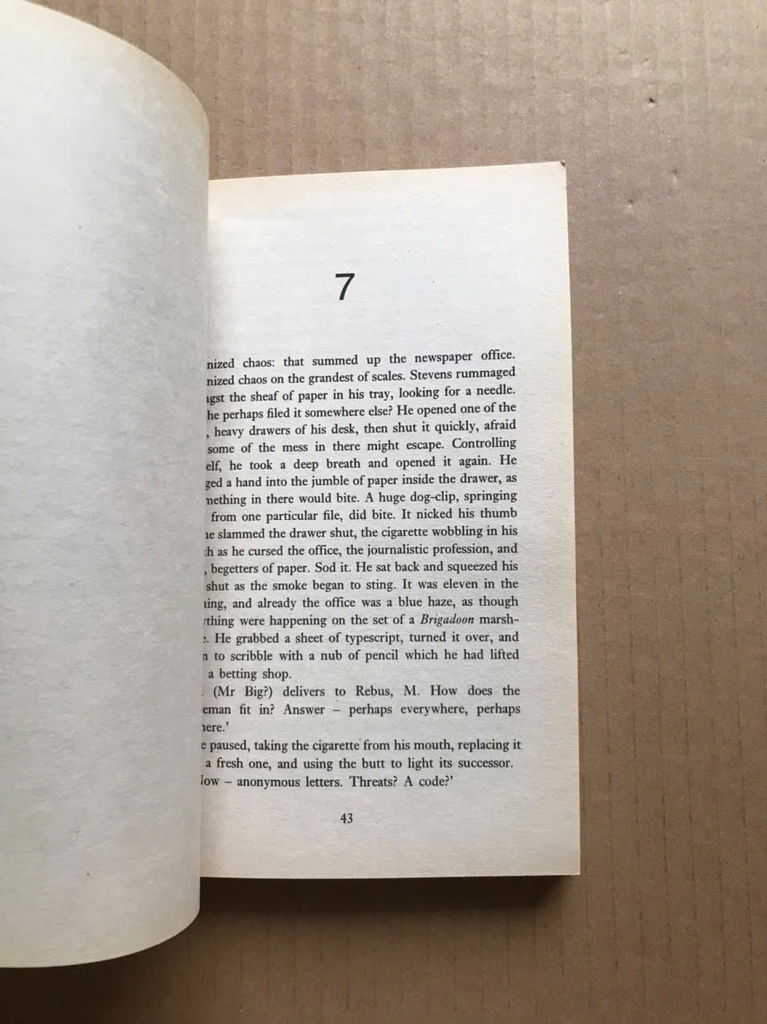 7
nized chaos: that summed up the newspaper office.
nized chaos on the grandest of scales. Stevens rummaged
ngst the sheaf of paper in his tray, looking for a needle.
he perhaps filed it somewhere else? He opened one of the
, heavy drawers of his desk, then shut it quickly, afraid
some of the mess in there might escape. Controlling
elf, he took a deep breath and opened it again. He
ged a hand into the jumble of paper inside the drawer, as
mething in there would bite. A huge dog-clip, springing
from one particular file, did bite. It nicked his thumb
he slammed the drawer shut, the cigarette wobbling in his
th as he cursed the office, the journalistic profession, and
, begetters of paper. Sod it. He sat back and squeezed his
shut as the smoke began to sting. It was eleven in the
ning, and already the office was a blue haze, as though
ything were happening on the set of a Brigadoon marsh-
e. He grabbed a sheet of typescript, turned it over, and
n to scribble with a nub of pencil which he had lifted
a betting shop.
(Mr Big?) delivers to Rebus, M. How does the
eman fit in? Answer – perhaps everywhere, perhaps
here.'
e paused, taking the cigarette from his mouth, replacing it
a fresh one, and using the butt to light its successor.
Now – anonymous letters. Threats? A code?'
43